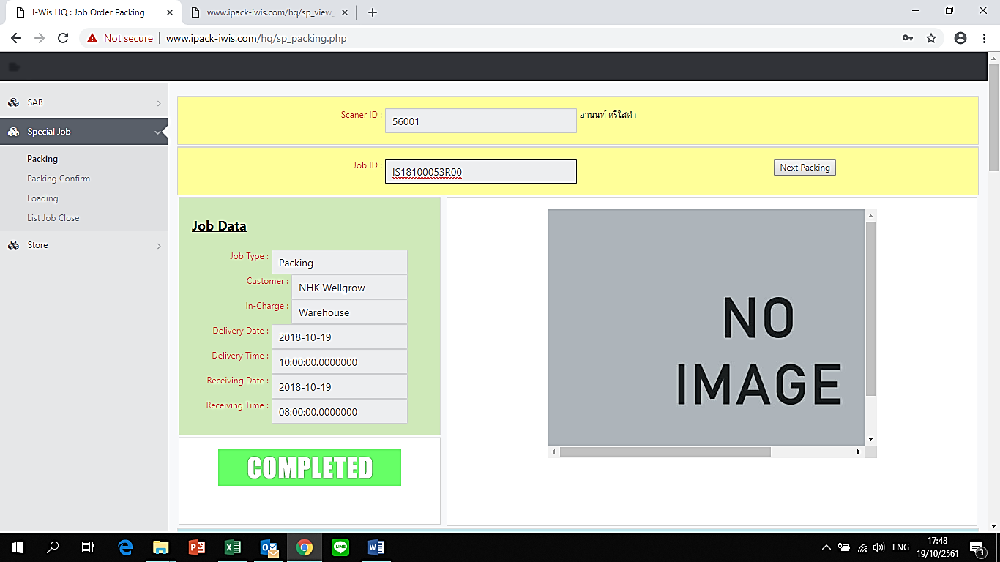 I-Wis HQ : Job Order Packing
www.ipack-iwis.com/hq/sp_view_
Not secure | www.ipack-iwis.com/hq/sp_packing.php
SAB
Special Job
Packing
Packing Confirm
Loading
List Job Close
Store
Scaner ID : 56001 อานนท์ ศรีใสคำ
Job ID : IS18100053R00 Next Packing
Job Data
Job Type : Packing
Customer : NHK Wellgrow
In-Charge : Warehouse
Delivery Date : 2018-10-19
Delivery Time : 10:00:00.0000000
Receiving Date : 2018-10-19
Receiving Time : 08:00:00.0000000
COMPLETED
NO
IMAGE
LINE
ENG
17:48
19/10/2561
3